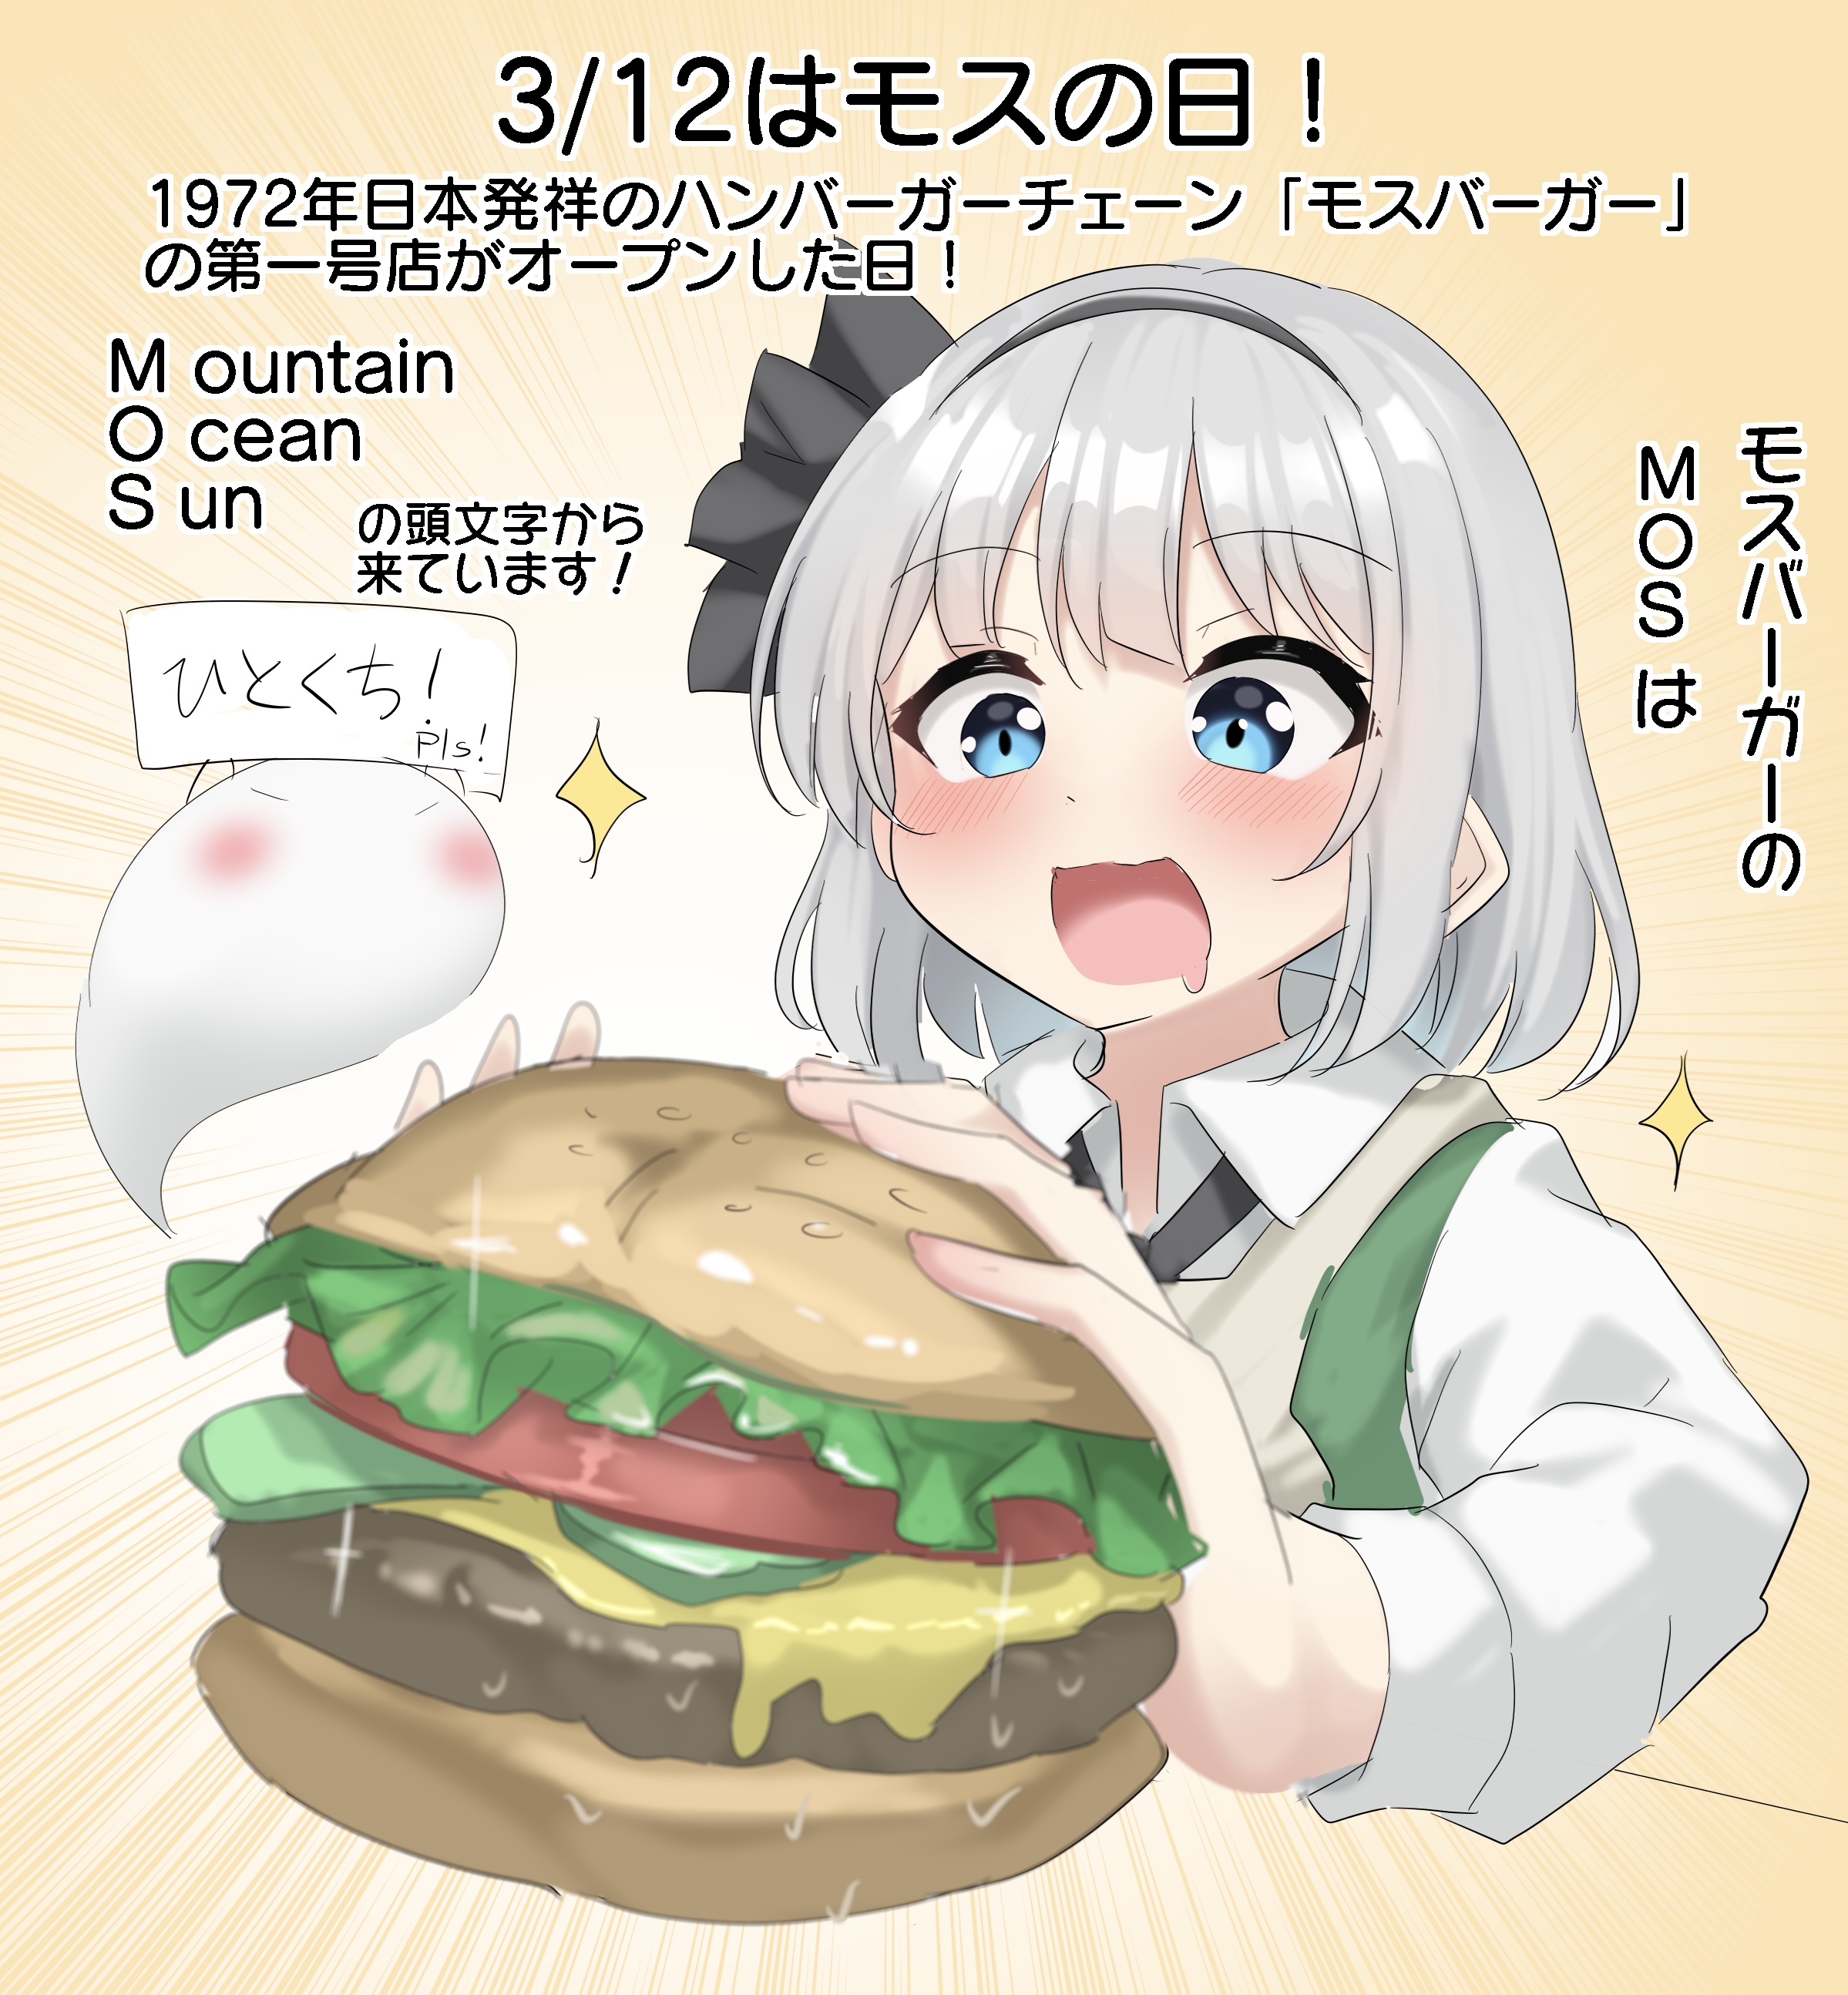 3/12はモスの日！
1972年日本発祥のハンバーガーチェーン「モスバーガー」
の第一号店がオープンした日！
モスバーガーの
MOSは
M ountain
O cean
S un
の頭文字から
来ています！
ひとくち！
pls!